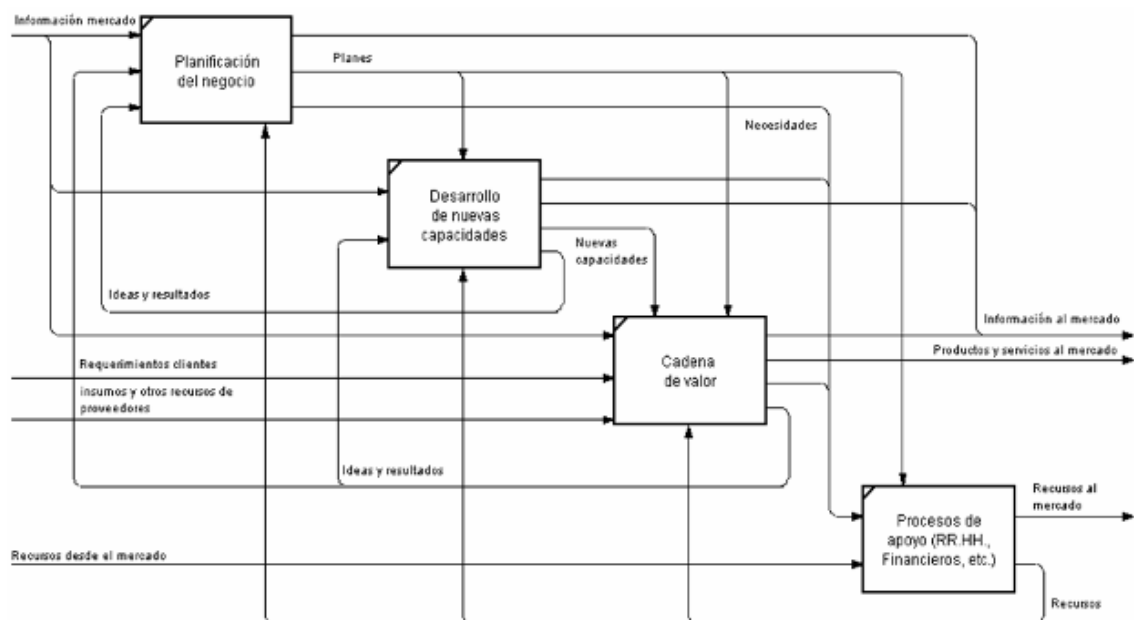 Información mercado
Planificación
del negocio
Planes
Necesidades
Desarrollo
de nuevas
capacidades
Nuevas
capacidades
Ideas y resultados
Información al mercado
Productos y servicios al mercado
Requerimientos clientes
Cadena
de valor
insumos y otros recursos de
proveedores
Ideas y resultados
Recursos al
mercado
Procesos de
apoyo (RR.HH.,
Financieros, etc.)
Recursos desde el mercado
Recursos